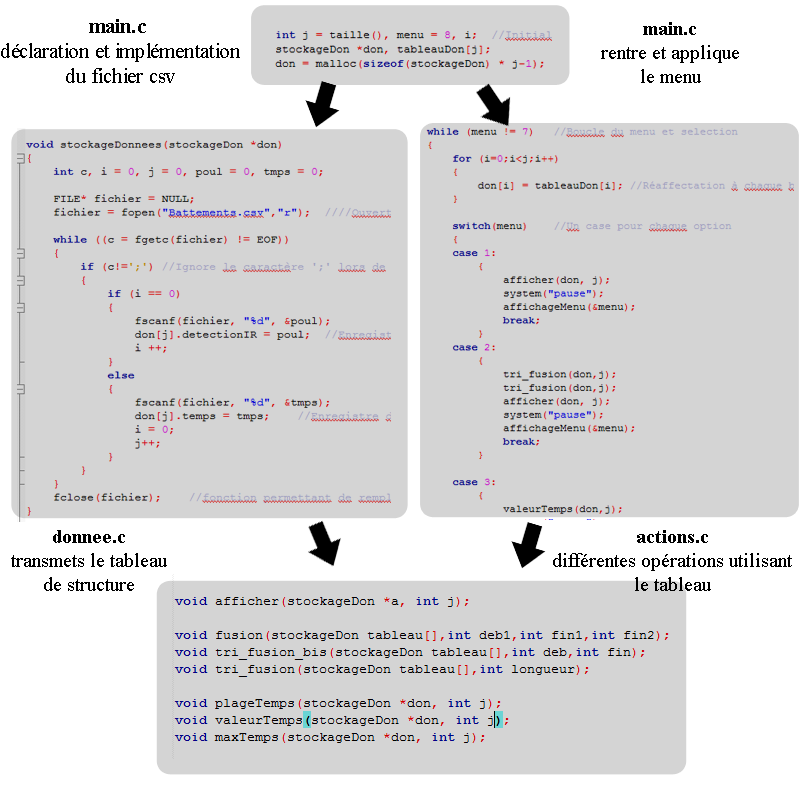 main.c
déclaration et implémentation
du fichier csv
int j = taille(), menu = 8, i;  //Initial
stockageDon *don, tableauDon[j];
don = malloc(sizeof(stockageDon) * j-1);
main.c
rentre et applique
le menu
void stockageDonnees(stockageDon *don)
{
int c, i = 0, j = 0, poul = 0, tmps = 0;
FILE* fichier = NULL;
fichier = fopen("Battements.csv","r");  ////Ouvert
while ((c = fgetc(fichier) != EOF))
{
if (c!=';') //Ignore le caractère ';' lors de
{
if (i == 0)
{
fscanf(fichier, "%d", &poul);
don[j].detectionIR = poul;  //Enregist
i ++;
}
else
{
fscanf(fichier, "%d", &tmps);
don[j].temps = tmps;    //Enregistre d
i = 0;
j++;
}
}
}
fclose(fichier);    //fonction permettant de rempl
}
while (menu != 7)   //Boucle du menu et selection
{
for (i=0;i<j;i++)
{
don[i] = tableauDon[i]; //Réaffectation à chaque b
}
switch(menu)    //Un case pour chaque option
{
case 1:
{
afficher(don, j);
system("pause");
affichageMenu(&menu);
break;
}
case 2:
{
tri_fusion(don,j);
tri_fusion(don,j);
afficher(don, j);
system("pause");
affichageMenu(&menu);
break;
}
case 3:
{
valeurTemps(don,j);
donnee.c
transmets le tableau
de structure
actions.c
différentes opérations utilisant
le tableau
void afficher(stockageDon *a, int j);
void fusion(stockageDon tableau[],int deb1,int fin1,int fin2);
void tri_fusion_bis(stockageDon tableau[],int deb,int fin);
void tri_fusion(stockageDon tableau[],int longueur);
void plageTemps(stockageDon *don, int j);
void valeurTemps(stockageDon *don, int j);
void maxTemps(stockageDon *don, int j);